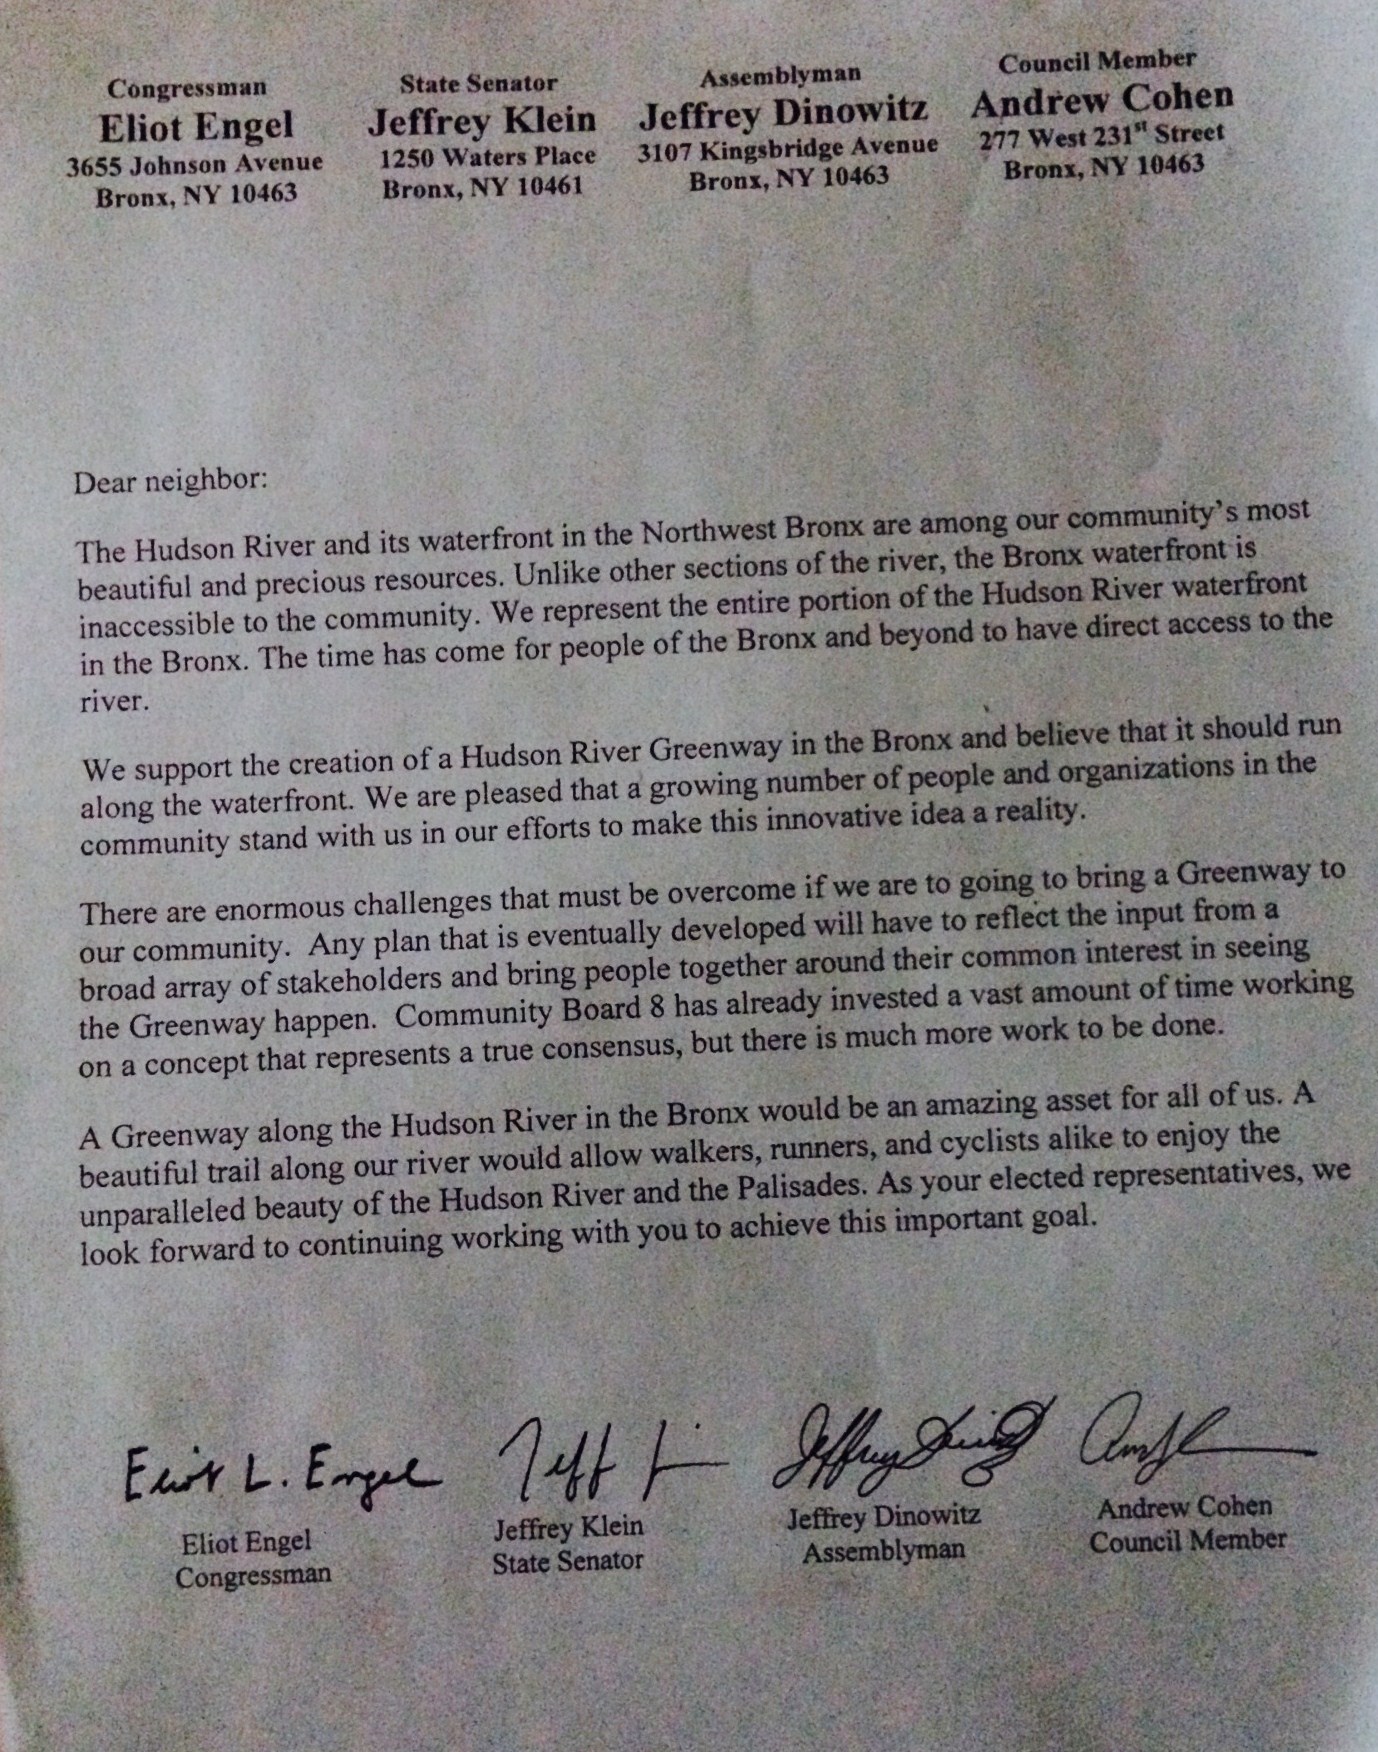 Congressman
Eliot Engel
3655 Johnson Avenue
Bronx, NY 10463
State Senator
Jeffrey Klein
1250 Waters Place
Bronx, NY 10461
Assemblyman
Jeffrey Dinowitz
3107 Kingsbridge Avenue
Bronx, NY 10463
Council Member
Andrew Cohen
277 West 231st Street
Bronx, NY 10463
Dear neighbor:
The Hudson River and its waterfront in the Northwest Bronx are among our community's most
beautiful and precious resources. Unlike other sections of the river, the Bronx waterfront is
inaccessible to the community. We represent the entire portion of the Hudson River waterfront
in the Bronx. The time has come for people of the Bronx and beyond to have direct access to the
river.
We support the creation of a Hudson River Greenway in the Bronx and believe that it should run
along the waterfront. We are pleased that a growing number of people and organizations in the
community stand with us in our efforts to make this innovative idea a reality.
There are enormous challenges that must be overcome if we are to going to bring a Greenway to
our community.  Any plan that is eventually developed will have to reflect the input from a
broad array of stakeholders and bring people together around their common interest in seeing
the Greenway happen.  Community Board 8 has already invested a vast amount of time working
on a concept that represents a true consensus, but there is much more work to be done.
A Greenway along the Hudson River in the Bronx would be an amazing asset for all of us. A
beautiful trail along our river would allow walkers, runners, and cyclists alike to enjoy the
unparalleled beauty of the Hudson River and the Palisades. As your elected representatives, we
look forward to continuing working with you to achieve this important goal.
Eliot L. Engel
Eliot Engel
Congressman
Jeff
Jeffrey Klein
State Senator
Jeffrey Dinowitz
Jeffrey Dinowitz
Assemblyman
Andrew Cohen
Council Member